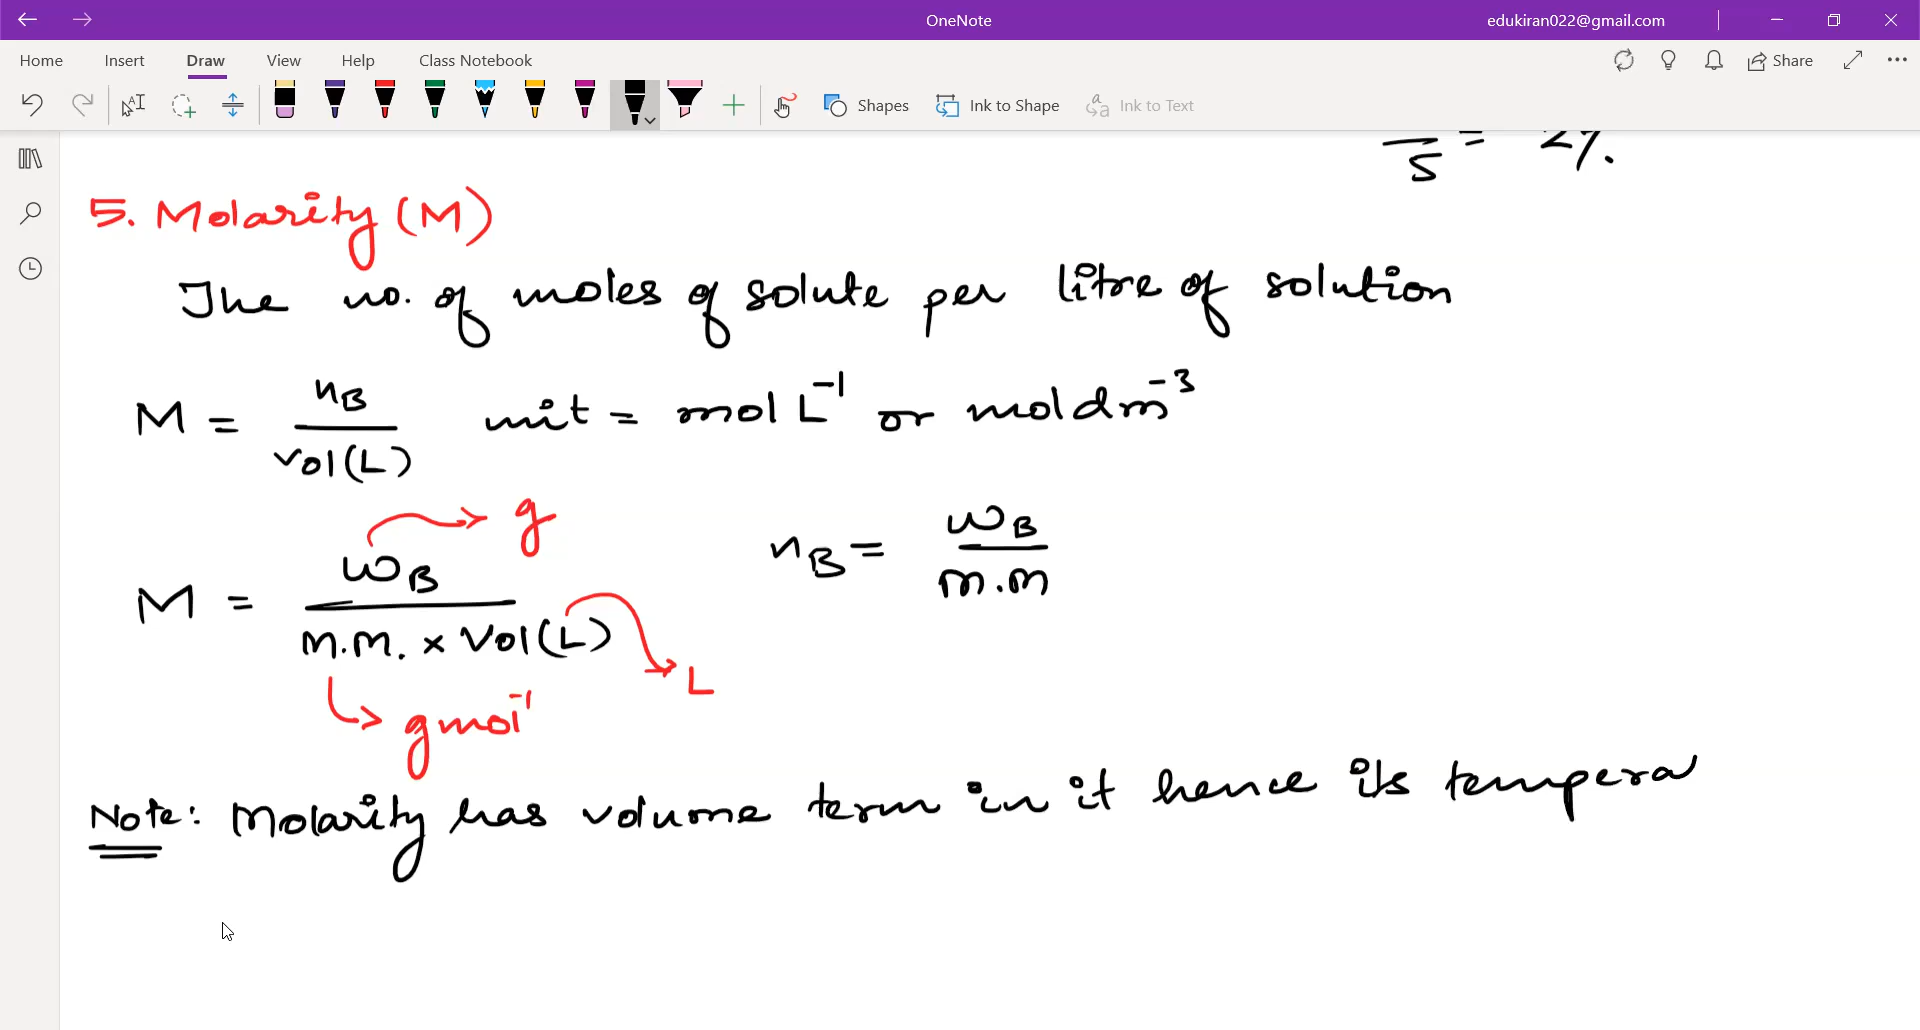 OneNote
edukiran022@gmail.com
Home Insert Draw View Help Class Notebook
Share
Shapes Ink to Shape Ink to Text
/5 = 2%.
5. Molarity (M)
The no. of moles of solute per litre of solution
M = nB / Vol(L) unit = mol L⁻¹ or mol dm⁻³
g
M = wB / m.m. × Vol(L) nB = wB / m.m
L
g mol⁻¹
Note: Molarity has volume term in it hence its tempera